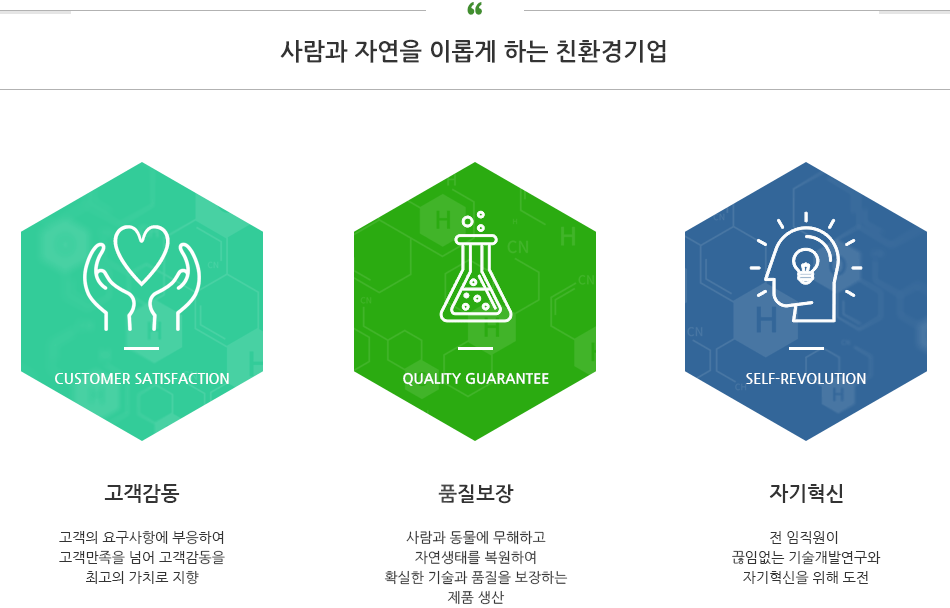 “
사람과 자연을 이롭게 하는 친환경기업
H
H
CN
H
CN
CN
H
H
CN
H
CN
H
CUSTOMER SATISFACTION
QUALITY GUARANTEE
SELF-REVOLUTION
고객감동
품질보장
자기혁신
고객의 요구사항에 부응하여
고객만족을 넘어 고객감동을
최고의 가치로 지향
사람과 동물에 무해하고
자연생태를 복원하여
확실한 기술과 품질을 보장하는
제품 생산
전 임직원이
끊임없는 기술개발연구와
자기혁신을 위해 도전